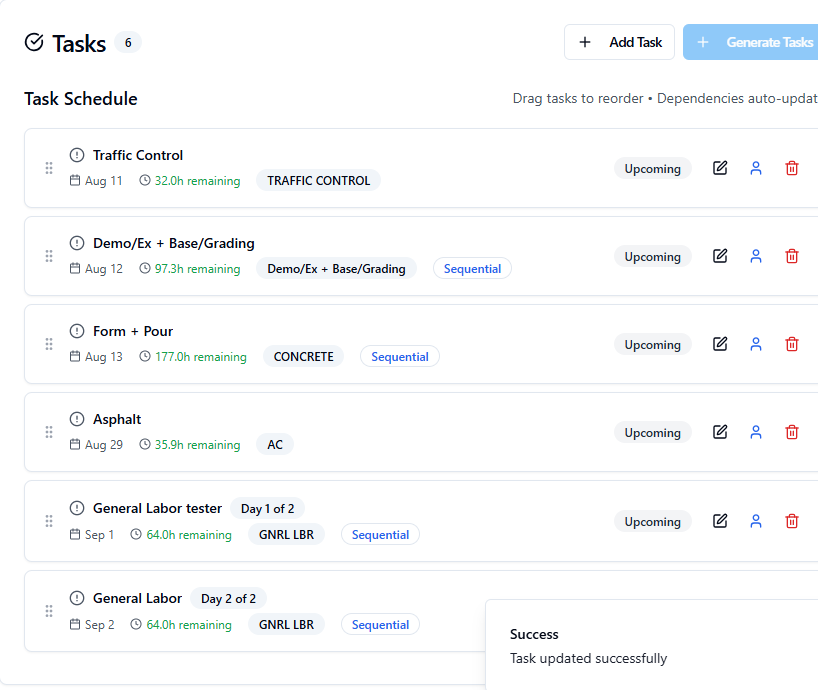 Tasks 6
Add Task
Generate Tasks
Task Schedule
Drag tasks to reorder • Dependencies auto-updat
Traffic Control
Aug 11 32.0h remaining TRAFFIC CONTROL
Upcoming
Demo/Ex + Base/Grading
Aug 12 97.3h remaining Demo/Ex + Base/Grading Sequential
Upcoming
Form + Pour
Aug 13 177.0h remaining CONCRETE Sequential
Upcoming
Asphalt
Aug 29 35.9h remaining AC
Upcoming
General Labor tester Day 1 of 2
Sep 1 64.0h remaining GNRL LBR Sequential
Upcoming
General Labor Day 2 of 2
Sep 2 64.0h remaining GNRL LBR Sequential
Success
Task updated successfully